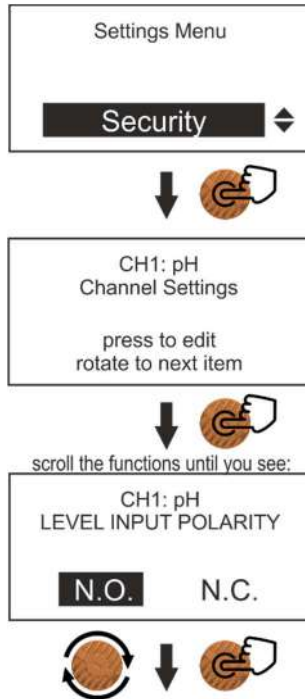 Settings Menu
Security
CH1: pH
Channel Settings
press to edit
rotate to next item
scroll the functions until you see:
CH1: pH
LEVEL INPUT POLARITY
N.O. N.C.